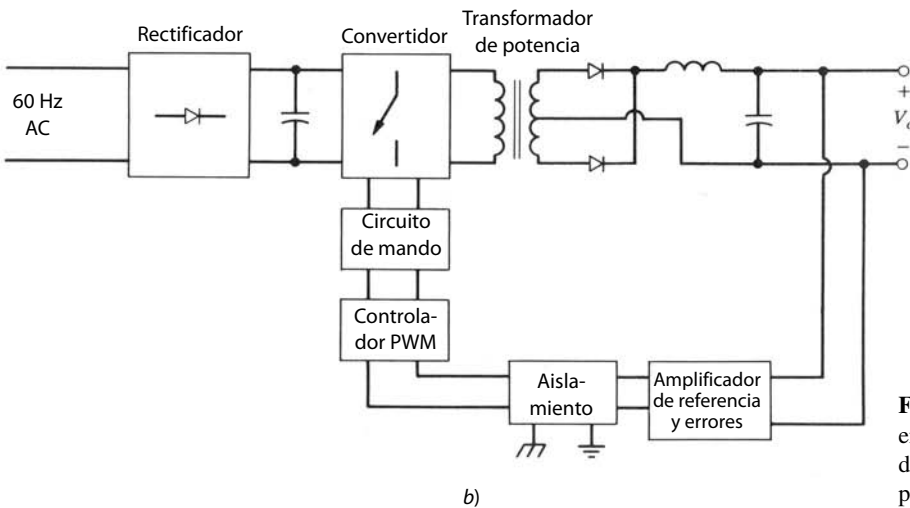 Transformador
de potencia
Rectificador
Convertidor
60 Hz
AC
+
V
–
Circuito
de mando
Controla-
dor PWM
Aisla-
miento
Amplificador
de referencia
y errores
F
e
d
p
b)